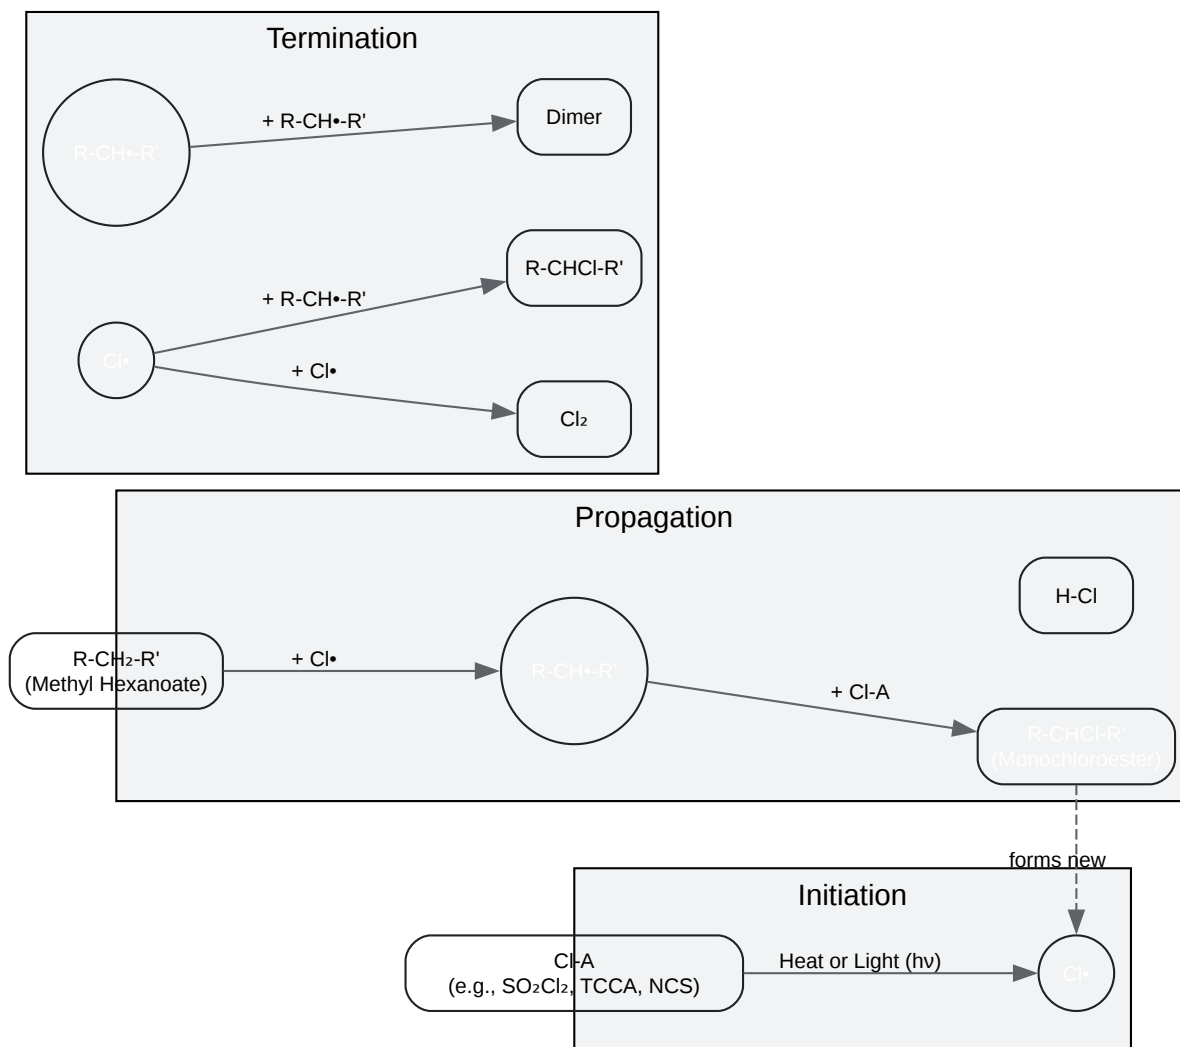 Termination
R-CH•-R'
+ R-CH•-R'
Dimer
+ R-CH•-R'
R-CHCl-R'
Cl•
+ Cl•
Cl₂
Propagation
H-Cl
R-CH₂-R'
(Methyl Hexanoate)
+ Cl•
R-CH•-R'
+ Cl-A
R-CHCl-R'
(Monochloroester)
forms new
Initiation
Cl-A
(e.g., SO₂Cl₂, TCCA, NCS)
Heat or Light (hν)
Cl•